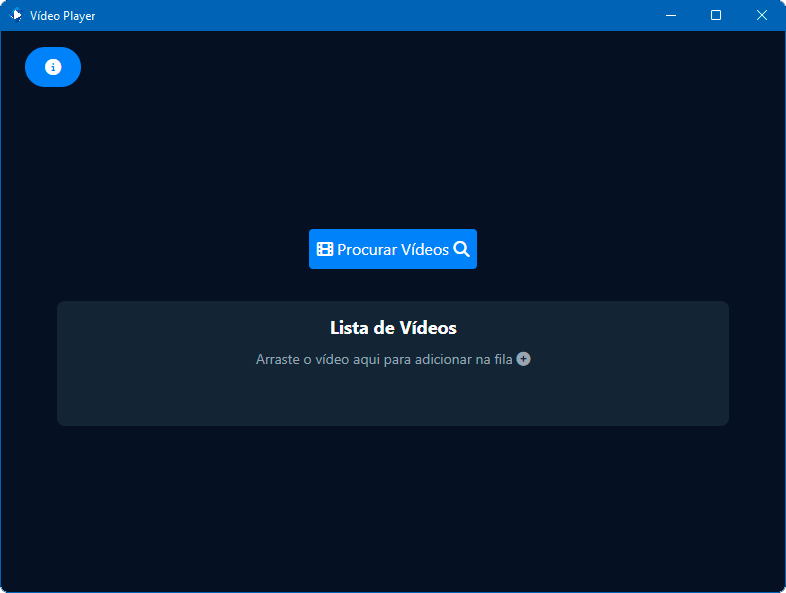 Vídeo Player
Procurar Vídeos
Lista de Vídeos
Arraste o vídeo aqui para adicionar na fila